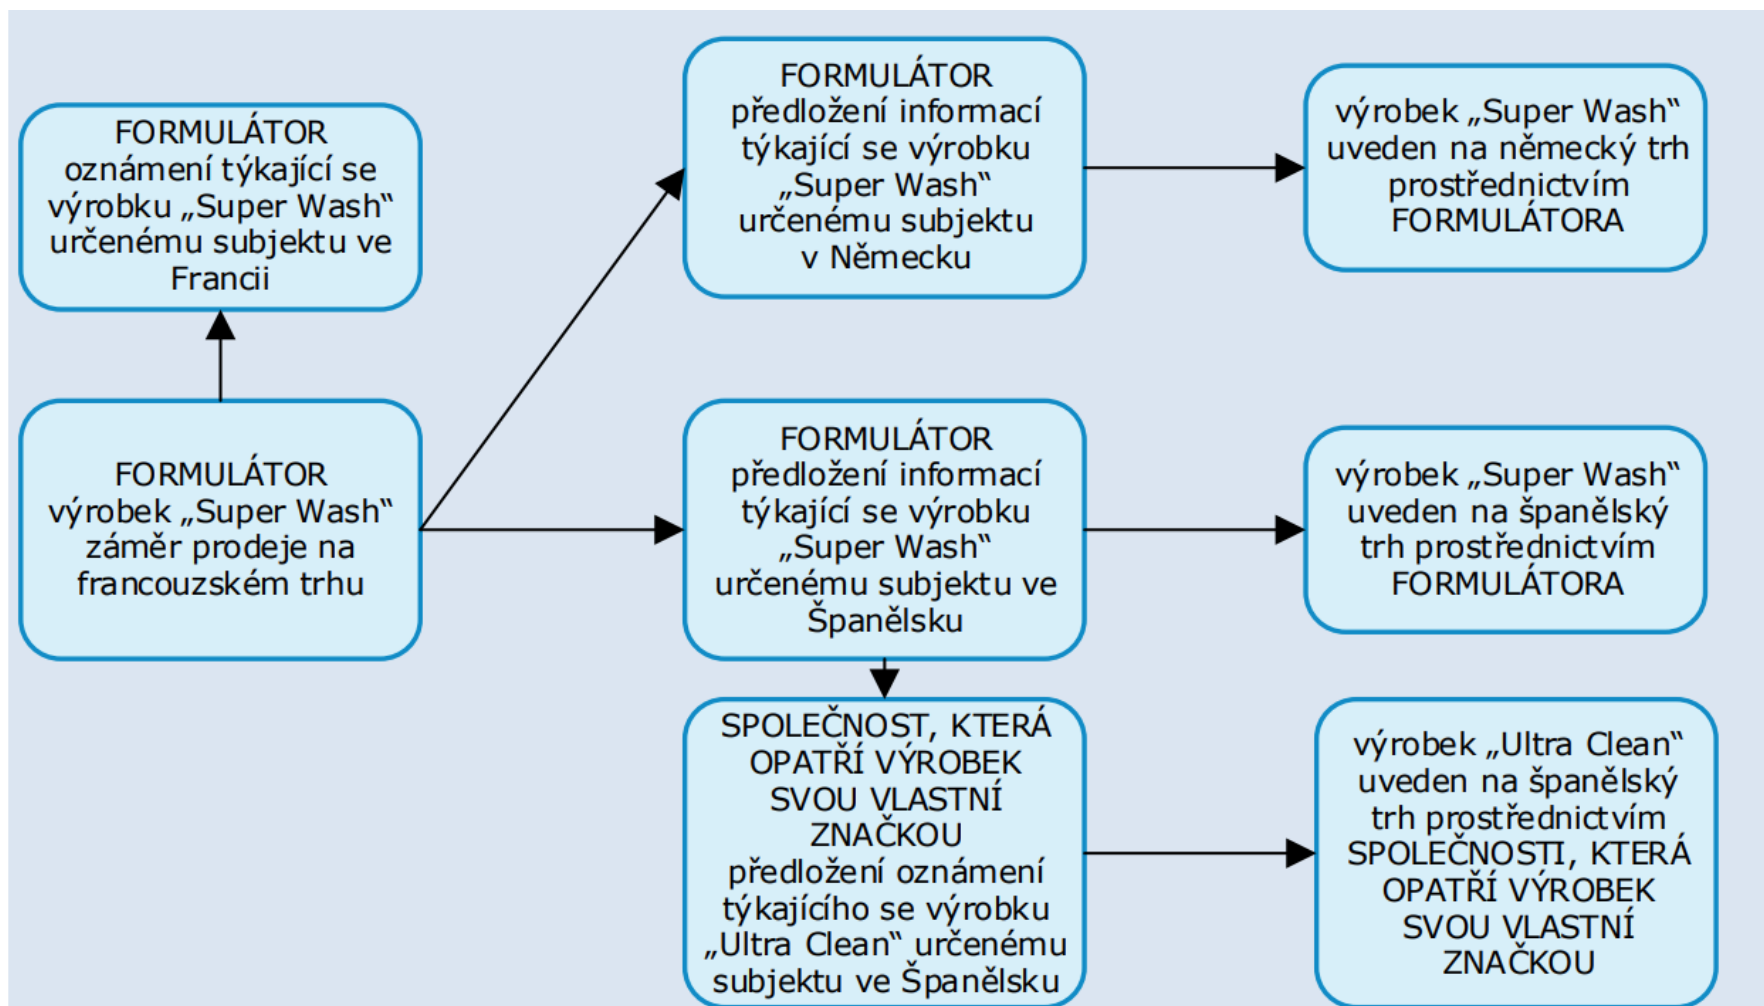 FORMULÁTOR
oznámení týkající se
výrobku „Super Wash“
určenému subjektu ve
Francii
FORMULÁTOR
výrobek „Super Wash“
záměr prodeje na
francouzském trhu
FORMULÁTOR
předložení informací
týkající se výrobku
„Super Wash“
určenému subjektu
v Německu
výrobek „Super Wash“
uveden na německý trh
prostřednictvím
FORMULÁTORA
FORMULÁTOR
předložení informací
týkající se výrobku
„Super Wash“
určenému subjektu ve
Španělsku
výrobek „Super Wash“
uveden na španělský
trh prostřednictvím
FORMULÁTORA
SPOLEČNOST, KTERÁ
OPATŘÍ VÝROBEK
SVOU VLASTNÍ
ZNAČKOU
předložení oznámení
týkajícího se výrobku
„Ultra Clean“ určenému
subjektu ve Španělsku
výrobek „Ultra Clean“
uveden na španělský
trh prostřednictvím
SPOLEČNOSTI, KTERÁ
OPATŘÍ VÝROBEK
SVOU VLASTNÍ
ZNAČKOU